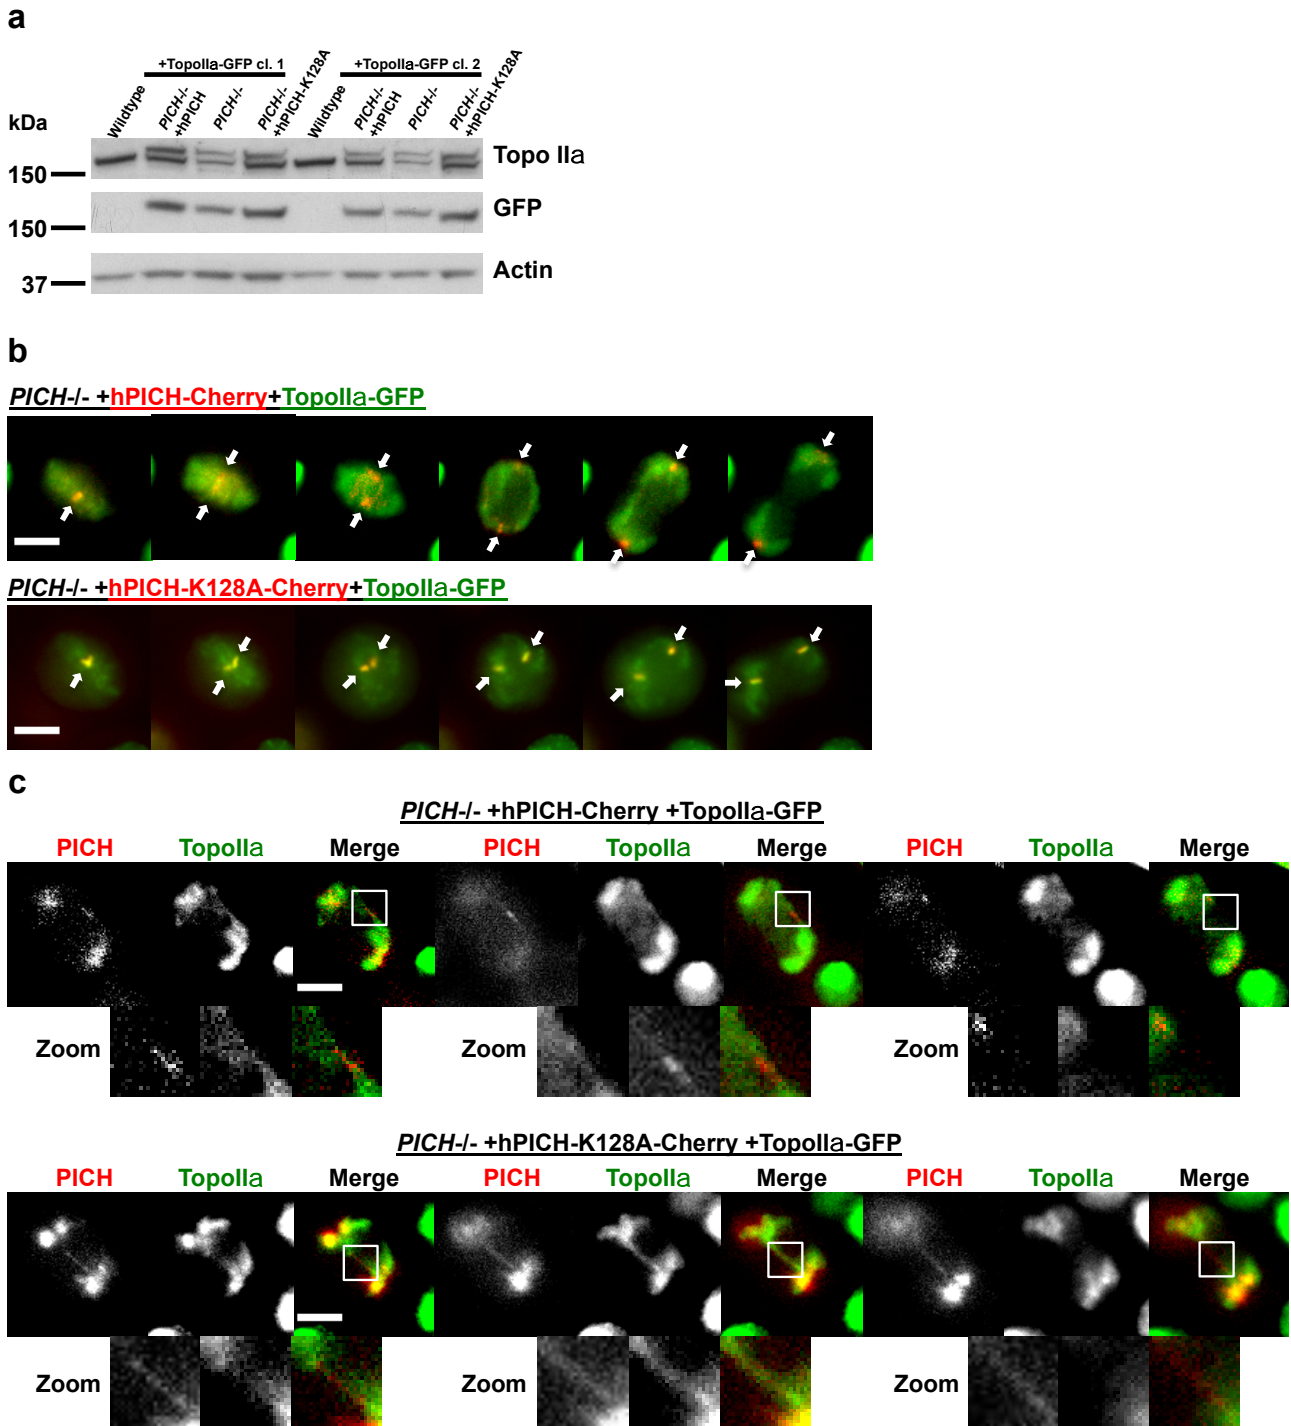 a
+TopoIIa-GFP cl. 1
+TopoIIa-GFP cl. 2
Wildtype
PICH-/- +hPICH
PICH-/-
PICH-/- +hPICH-K128A
Wildtype
PICH-/- +hPICH
PICH-/-
PICH-/- +hPICH-K128A
kDa
Topo IIa
150
GFP
150
Actin
37
b
PICH-/- +hPICH-Cherry+TopoIIa-GFP
PICH-/- +hPICH-K128A-Cherry+TopoIIa-GFP
c
PICH-/- +hPICH-Cherry +TopoIIa-GFP
PICH TopoIIa Merge PICH TopoIIa Merge PICH TopoIIa Merge
Zoom Zoom Zoom
PICH-/- +hPICH-K128A-Cherry +TopoIIa-GFP
PICH TopoIIa Merge PICH TopoIIa Merge PICH TopoIIa Merge
Zoom Zoom Zoom